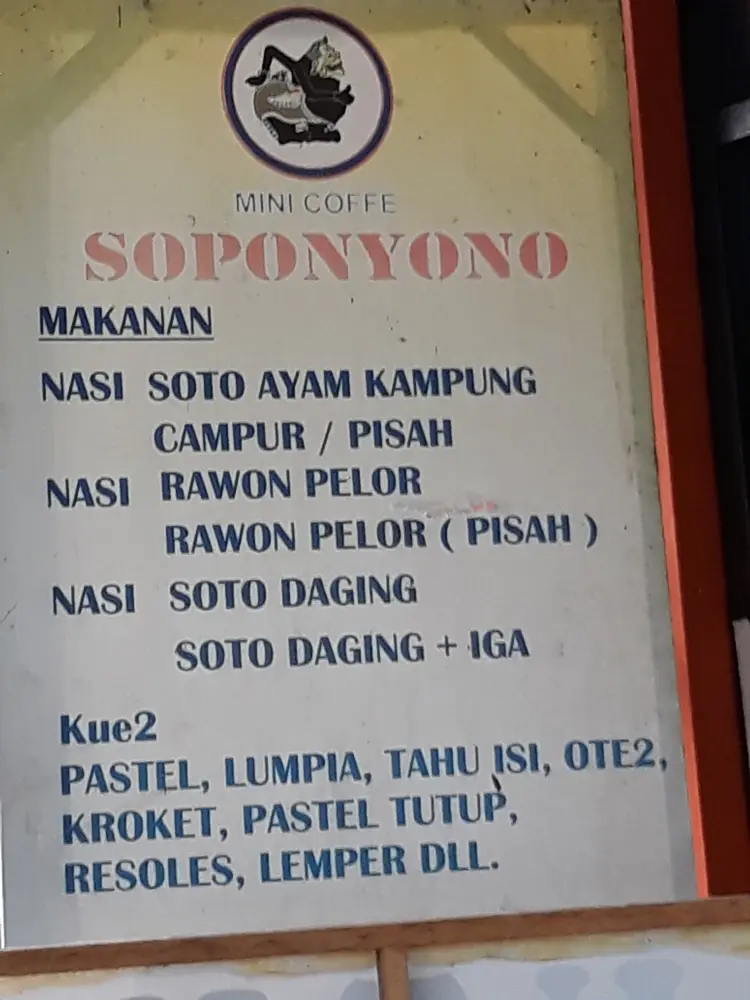 MINI COFFE
SOPONYONO
MAKANAN
NASI SOTO AYAM KAMPUNG
CAMPUR / PISAH
NASI RAWON PELOR
RAWON PELOR ( PISAH )
NASI SOTO DAGING
SOTO DAGING + IGA
Kue2
PASTEL, LUMPIA, TAHU ISI, OTE2,
KROKET, PASTEL TUTUP,
RESOLES, LEMPER DLL.